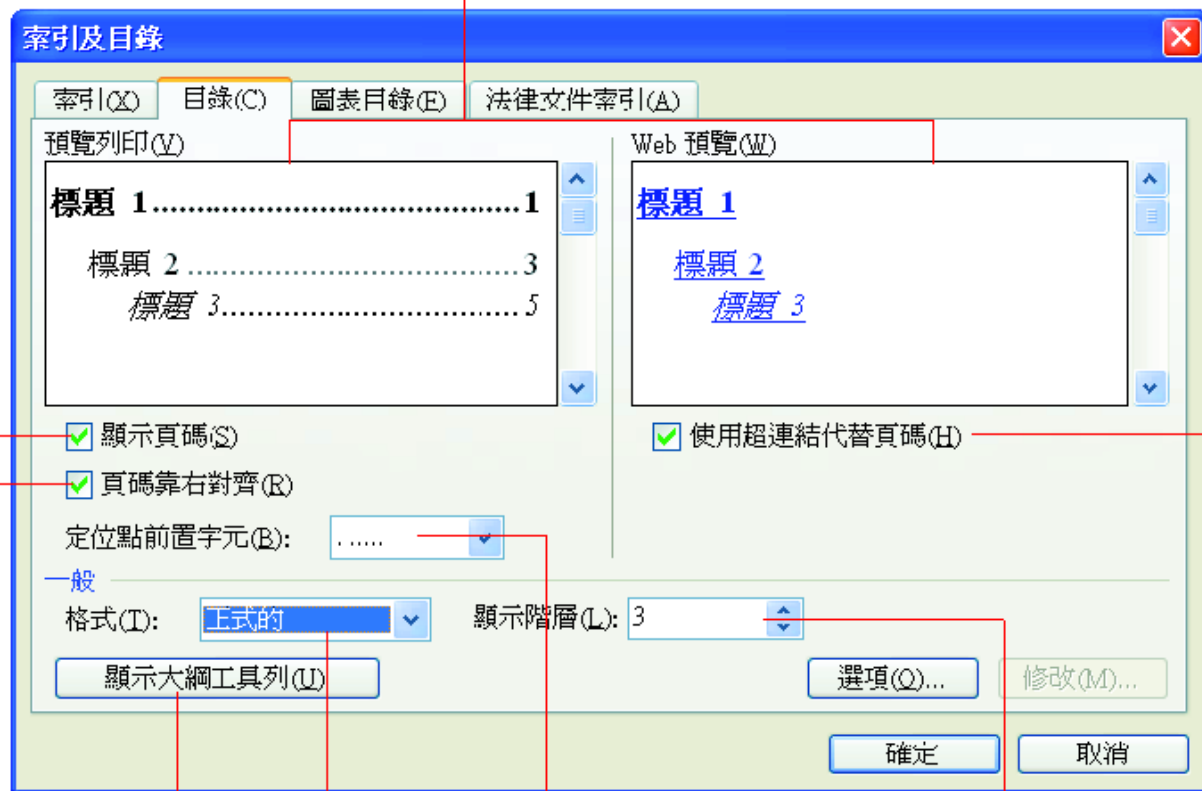 索引及目錄
索引(X) 目錄(C) 圖表目錄(E) 法律文件索引(A)
預覽列印(V)
標題 1..........................................1
標題 2......................................3
標題 3..................................5
Web 預覽(W)
標題 1
標題 2
標題 3
顯示頁碼(S)
頁碼靠右對齊(R)
使用超連結代替頁碼(H)
定位點前置字元(B): . .....
一般
格式(T): 正式的 顯示階層(L): 3
顯示大綱工具列(U) 選項(O)... 修改(M)...
確定 取消